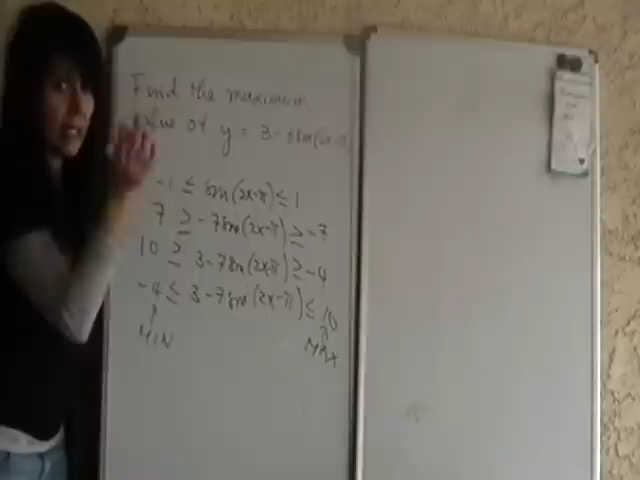 Find the maximum
value of y = 3 - 7sin(2x-π)
-1 ≤ sin(2x-π) ≤ 1
7 ≥ -7sin(2x-π) ≥ -7
10 ≥ 3-7sin(2x-π) ≥ -4
-4 ≤ 3-7sin(2x-π) ≤ 10
MIN MAX